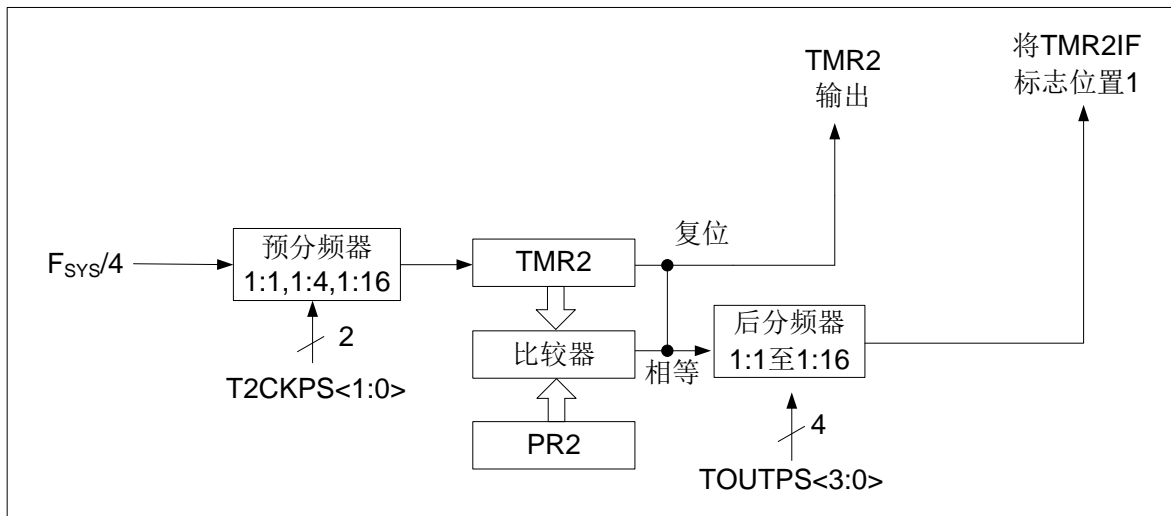 将TMR2IF
标志位置1
TMR2
输出
复位
F_SYS/4
预分频器
1:1,1:4,1:16
TMR2
2
T2CKPS<1:0>
比较器
相等
后分频器
1:1至1:16
PR2
4
TOUTPS<3:0>